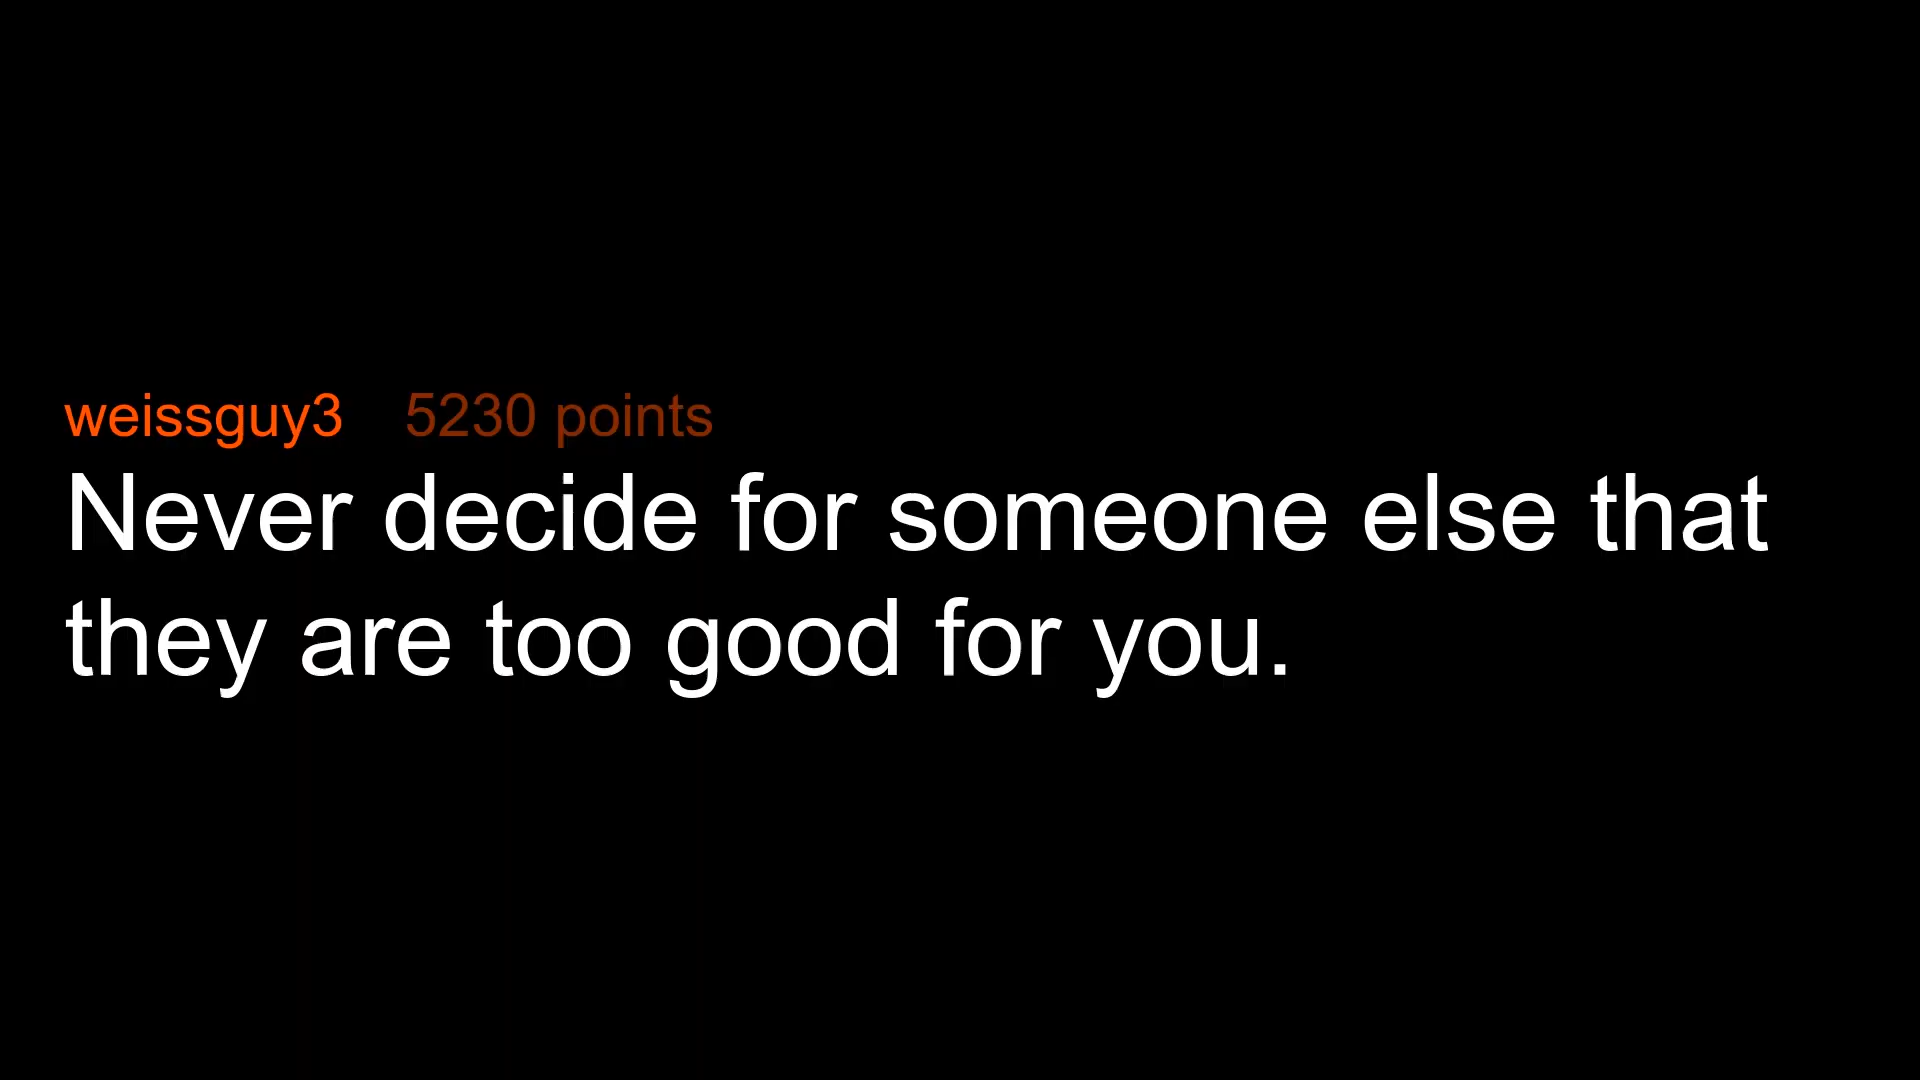 weissguy3 5230 points
Never decide for someone else that
they are too good for you.